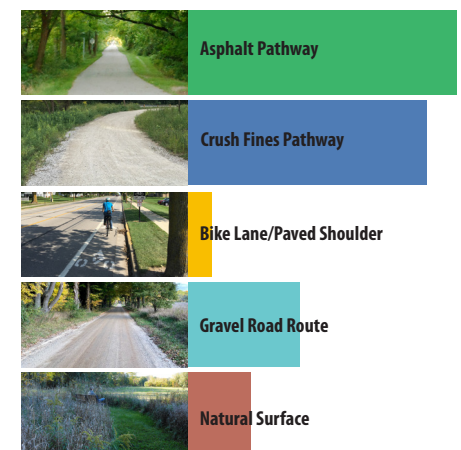 Asphalt Pathway
Crush Fines Pathway
Bike Lane/Paved Shoulder
Gravel Road Route
Natural Surface